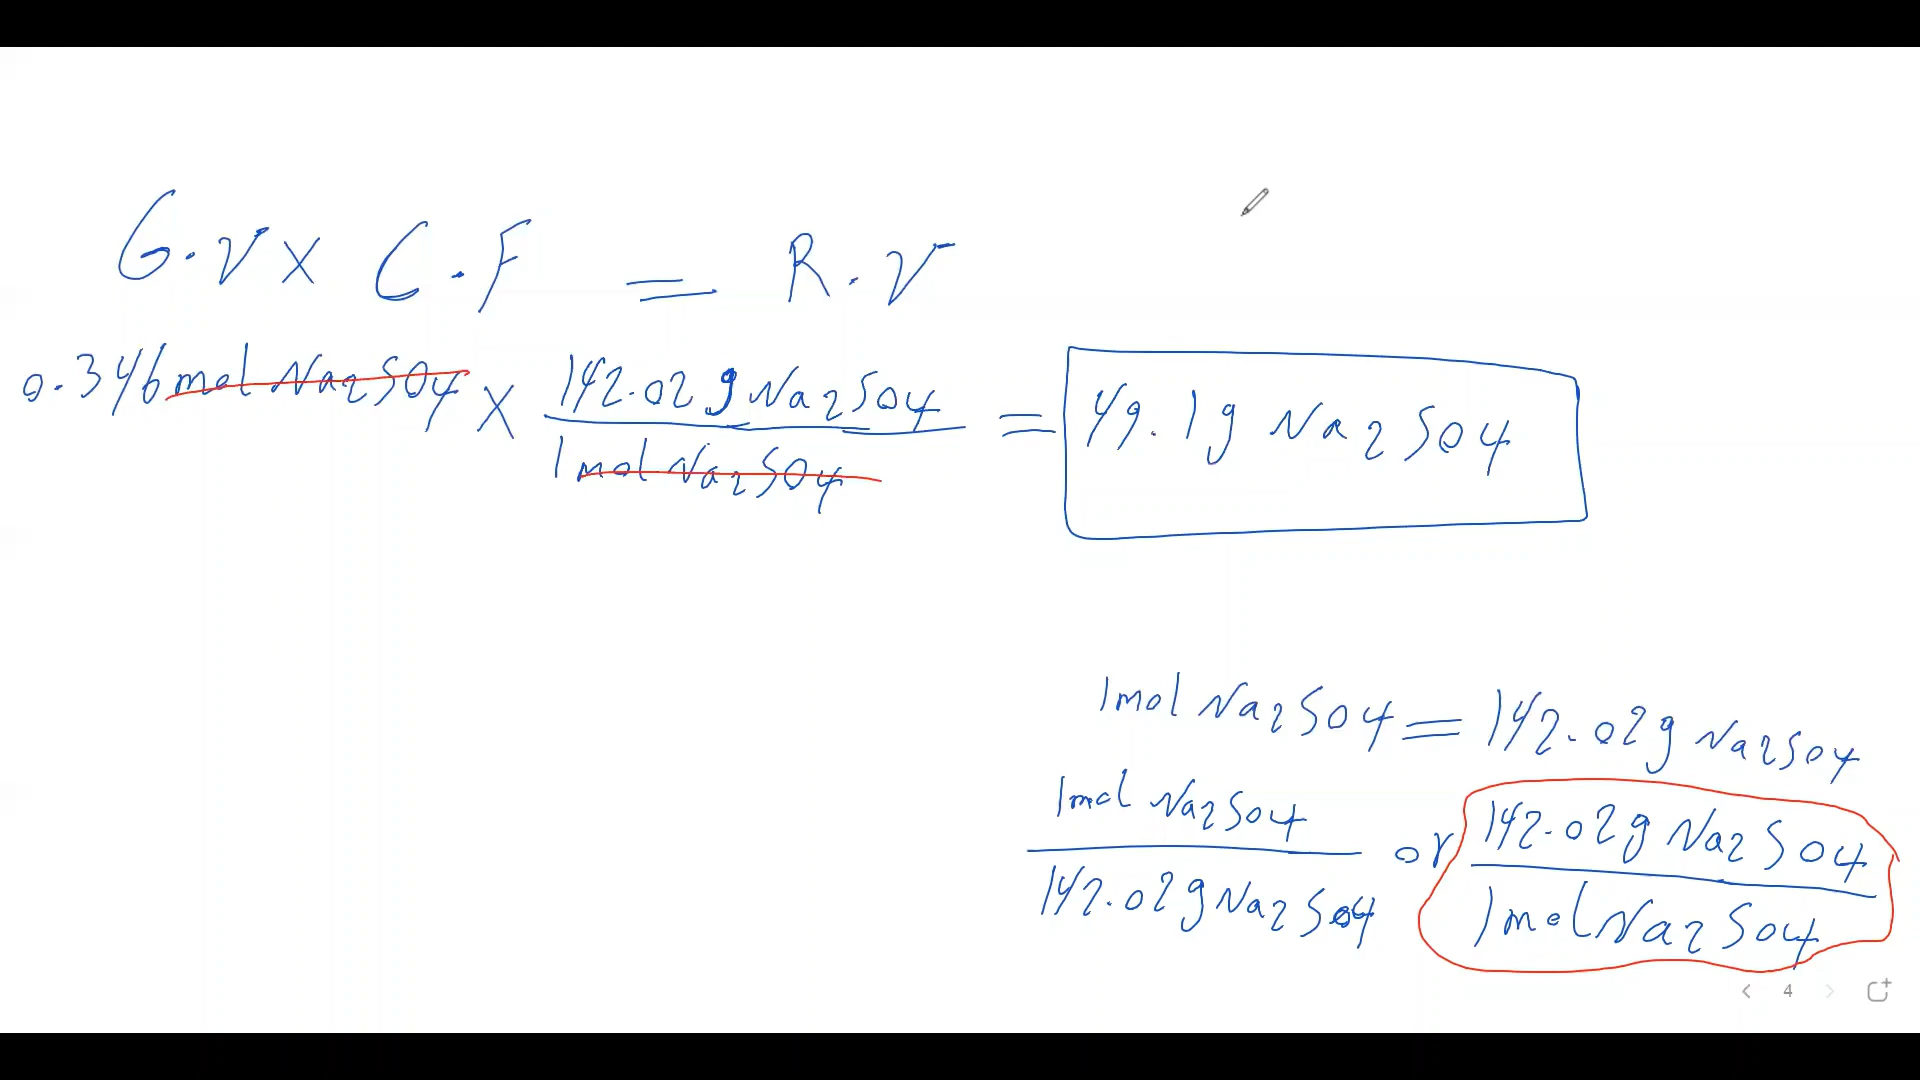 G.V X C.F = R.V
0.346 mol Na2SO4 X 142.02 g Na2SO4 / 1 mol Na2SO4 = 49.1 g Na2SO4
1 mol Na2SO4 = 142.02 g Na2SO4
1 mol Na2SO4 / 142.02 g Na2SO4 or 142.02 g Na2SO4 / 1 mol Na2SO4
4